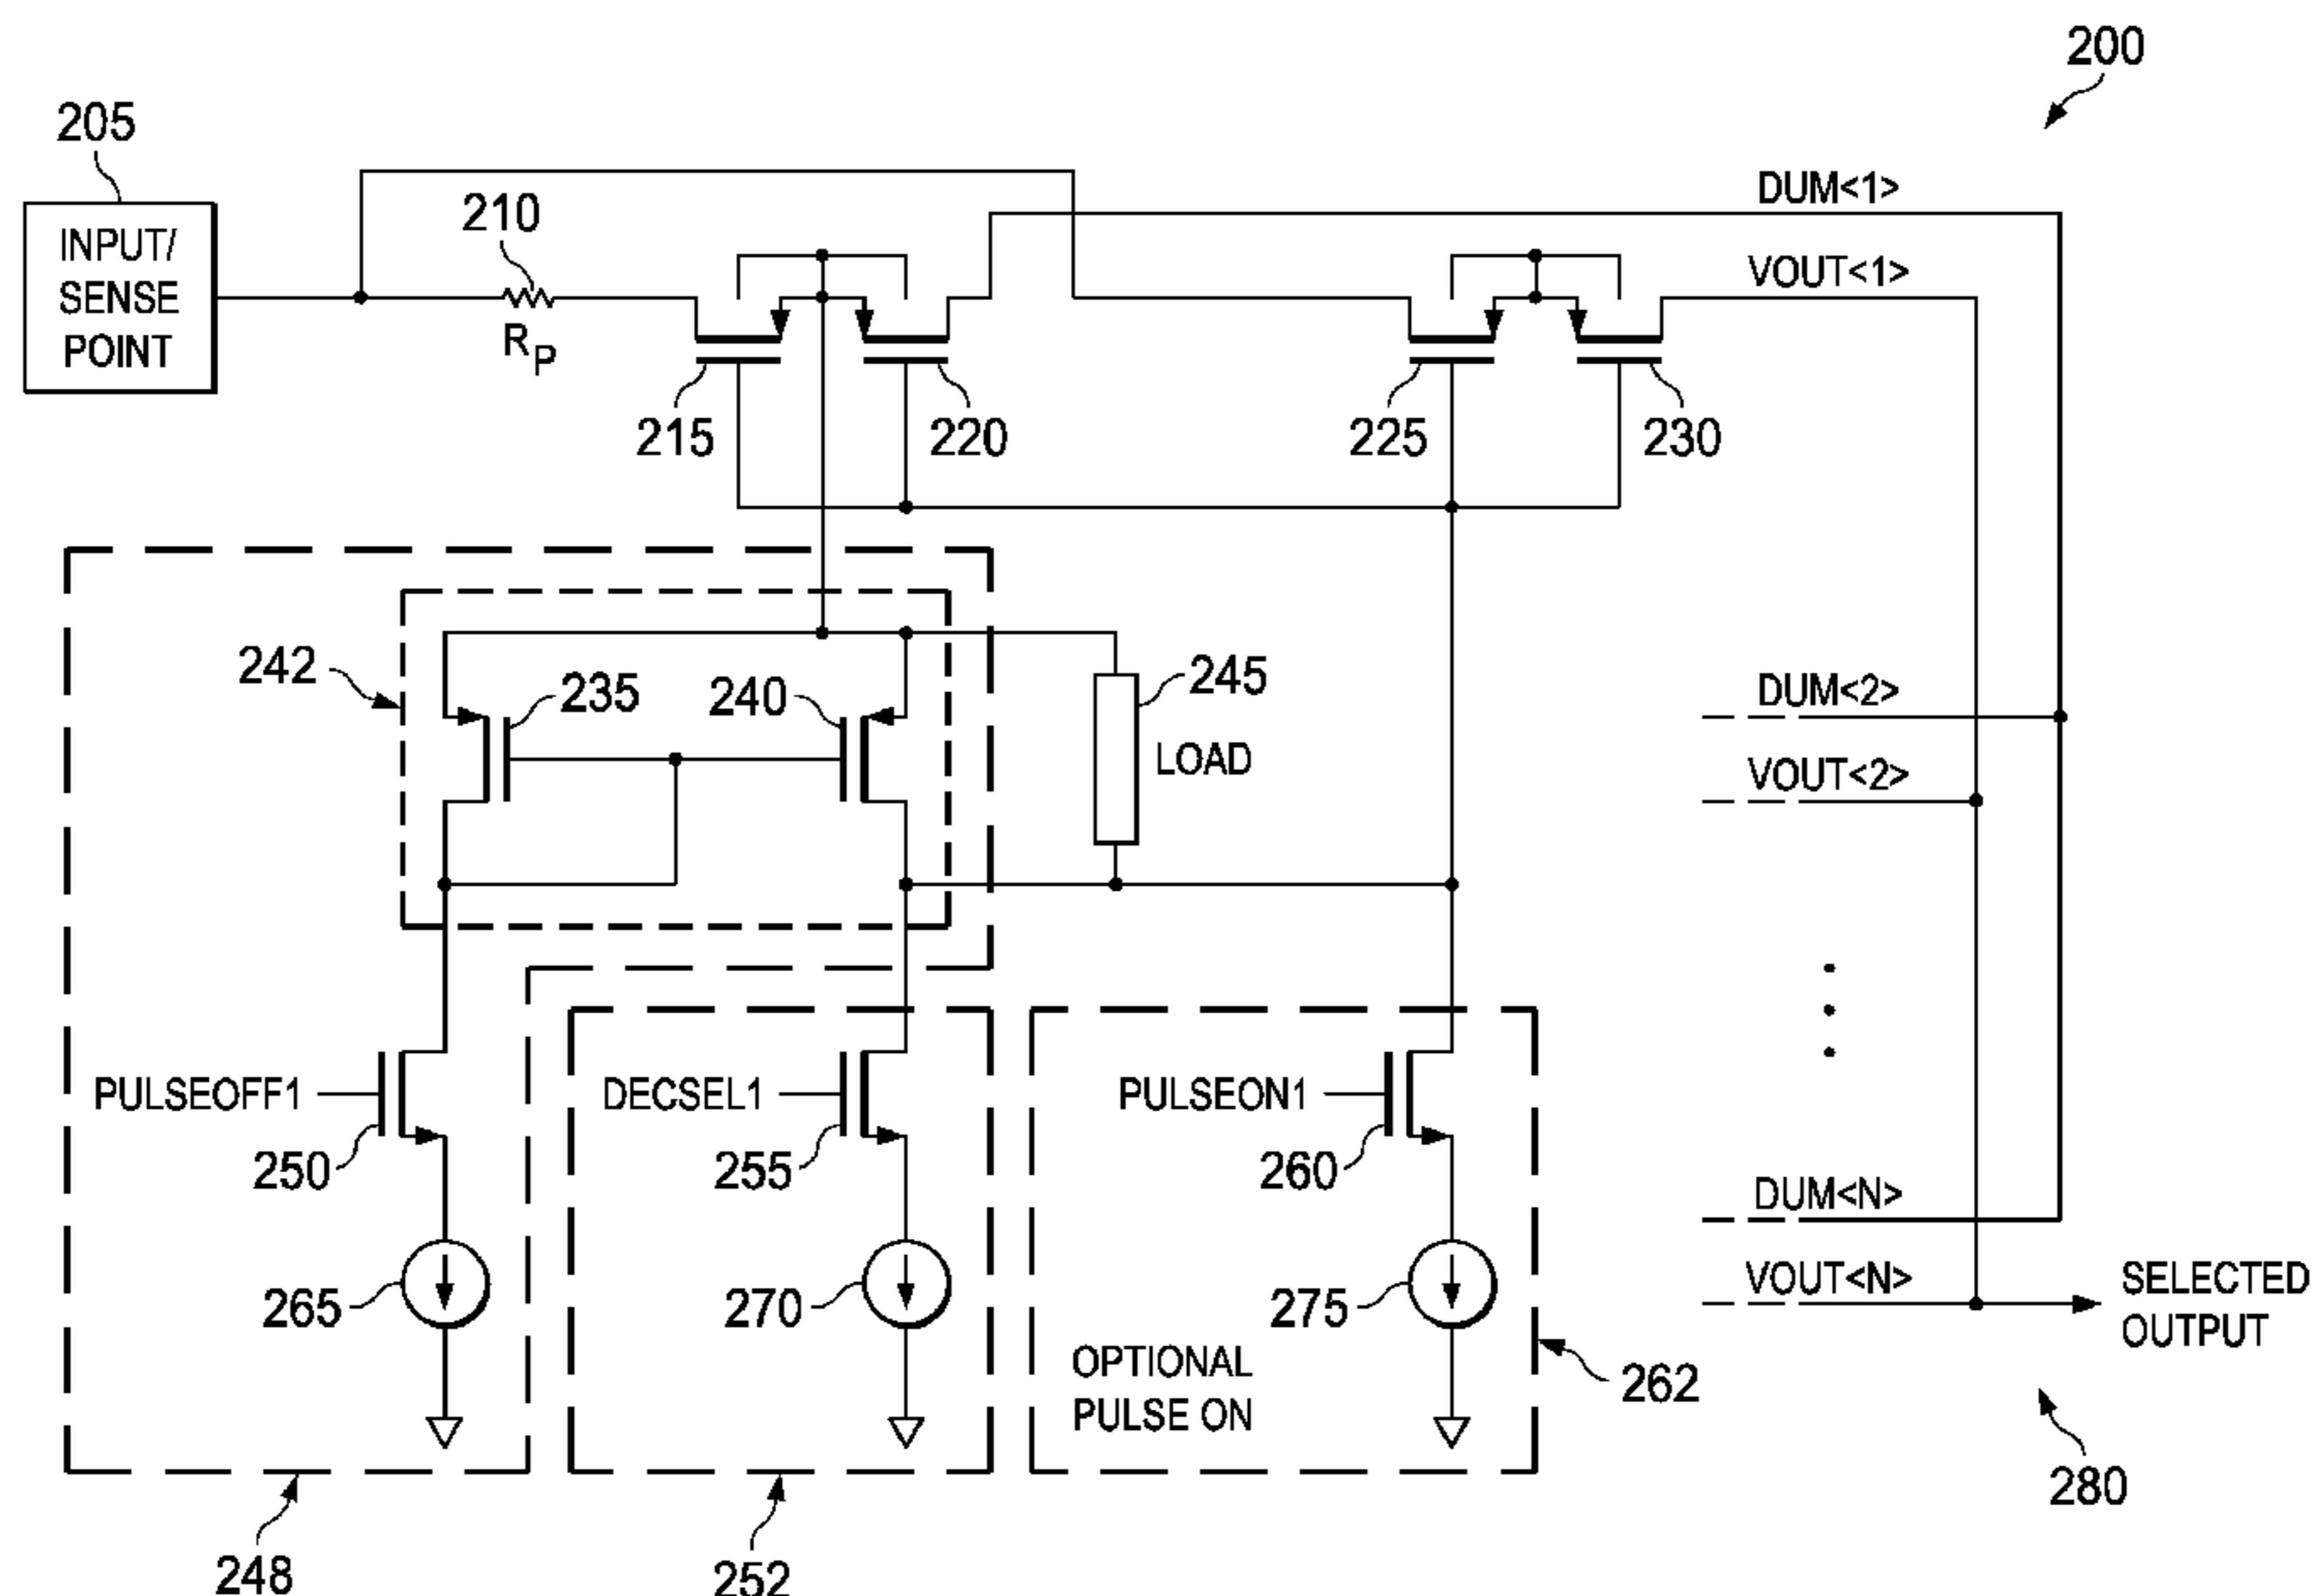 200
205
INPUT/
SENSE
POINT
210
RP
DUM<1>
VOUT<1>
215
220
225
230
242
235
240
245
LOAD
DUM<2>
VOUT<2>
PULSEOFF1
250
DECSEL1
255
PULSEON1
260
DUM<N>
VOUT<N>
SELECTED
OUTPUT
265
270
275
OPTIONAL
PULSE ON
262
280
248
252